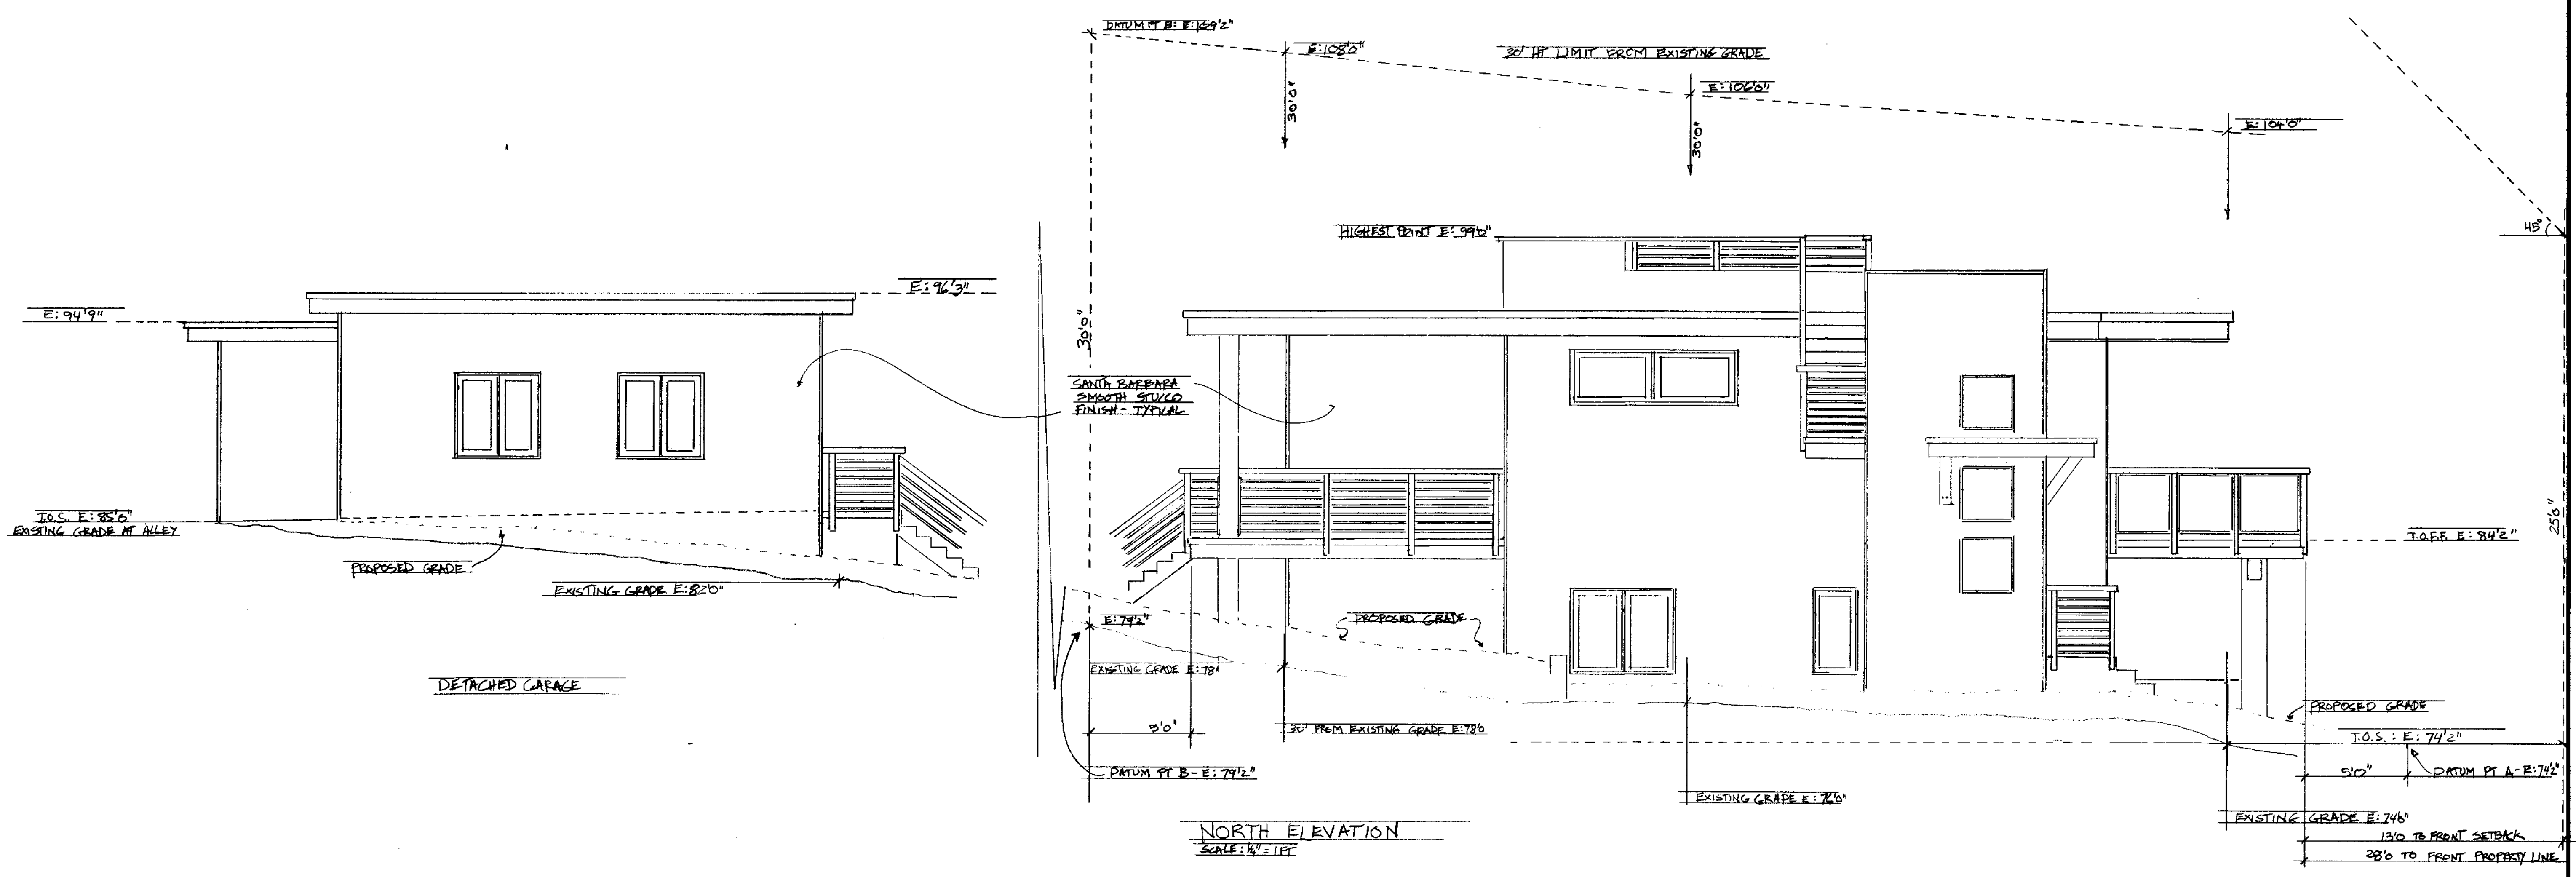 DATUM PT B: E: 109'2"
E: 108'0"
30' HT LIMIT FROM EXISTING GRADE
E: 106'0"
E: 104'0"
30'0"
30'0"
45°
HIGHEST POINT E: 99'0"
E: 96'3"
E: 94'9"
30'0"
SANTA BARBARA
SMOOTH STUCCO
FINISH - TYPICAL
T.O.S. E: 85'0"
EXISTING GRADE AT ALLEY
PROPOSED GRADE
EXISTING GRADE E: 82'0"
25'0"
T.O.F.F. E: 84'2"
E: 79'2"
PROPOSED GRADE
EXISTING GRADE E: 78'
DETACHED GARAGE
5'0"
30' FROM EXISTING GRADE E: 78'0
PROPOSED GRADE
T.O.S. : E: 74'2"
DATUM PT B - E: 79'2"
5'0"
DATUM PT A - E: 74'2"
EXISTING GRADE E: 76'0"
EXISTING GRADE E: 74'6"
NORTH ELEVATION
SCALE: ¼" = 1FT
13'0 TO FRONT SETBACK
28'0 TO FRONT PROPERTY LINE